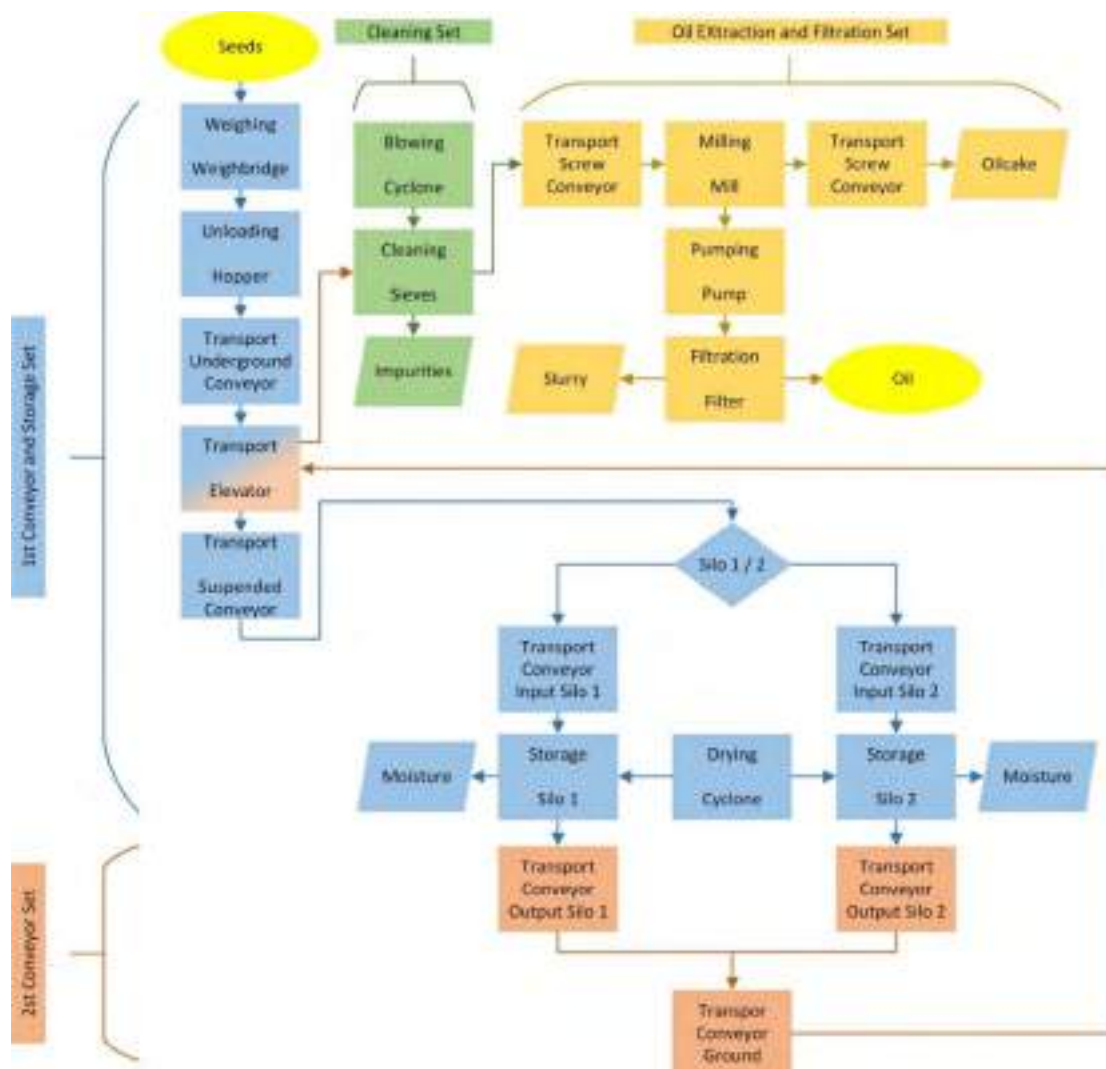 Cleaning Set
Oil EXtraction and Filtration Set
Seeds
Weighing
Weighbridge
Unloading
Hopper
Transport
Underground
Conveyor
Transport
Elevator
Transport
Suspended
Conveyor
Blowing
Cyclone
Cleaning
Sieves
Impurities
Transport
Screw
Conveyor
Milling
Mill
Transport
Screw
Conveyor
Oilcake
Pumping
Pump
Slurry
Filtration
Filter
Oil
1st Conveyor and Storage Set
Silo 1 / 2
Transport
Conveyor
Input Silo 1
Transport
Conveyor
Input Silo 2
Moisture
Storage
Silo 1
Drying
Cyclone
Storage
Silo 2
Moisture
2st Conveyor Set
Transport
Conveyor
Output Silo 1
Transport
Conveyor
Output Silo 2
Transpor
Conveyor
Ground